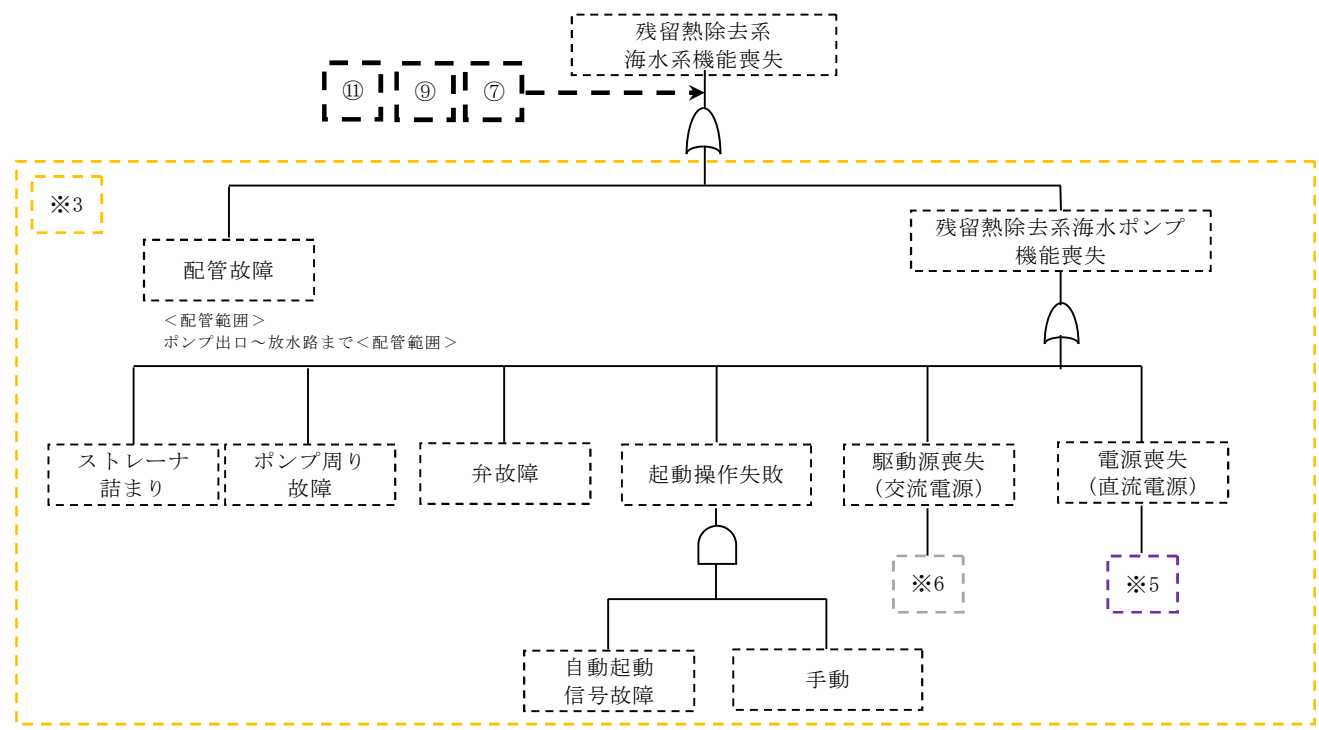 残留熱除去系
海水系機能喪失
⑪
⑨
⑦
※3
配管故障
残留熱除去系海水ポンプ
機能喪失
＜配管範囲＞
ポンプ出口～放水路まで＜配管範囲＞
ストレーナ
詰まり
ポンプ周り
故障
弁故障
起動操作失敗
駆動源喪失
（交流電源）
電源喪失
（直流電源）
※6
※5
自動起動
信号故障
手動